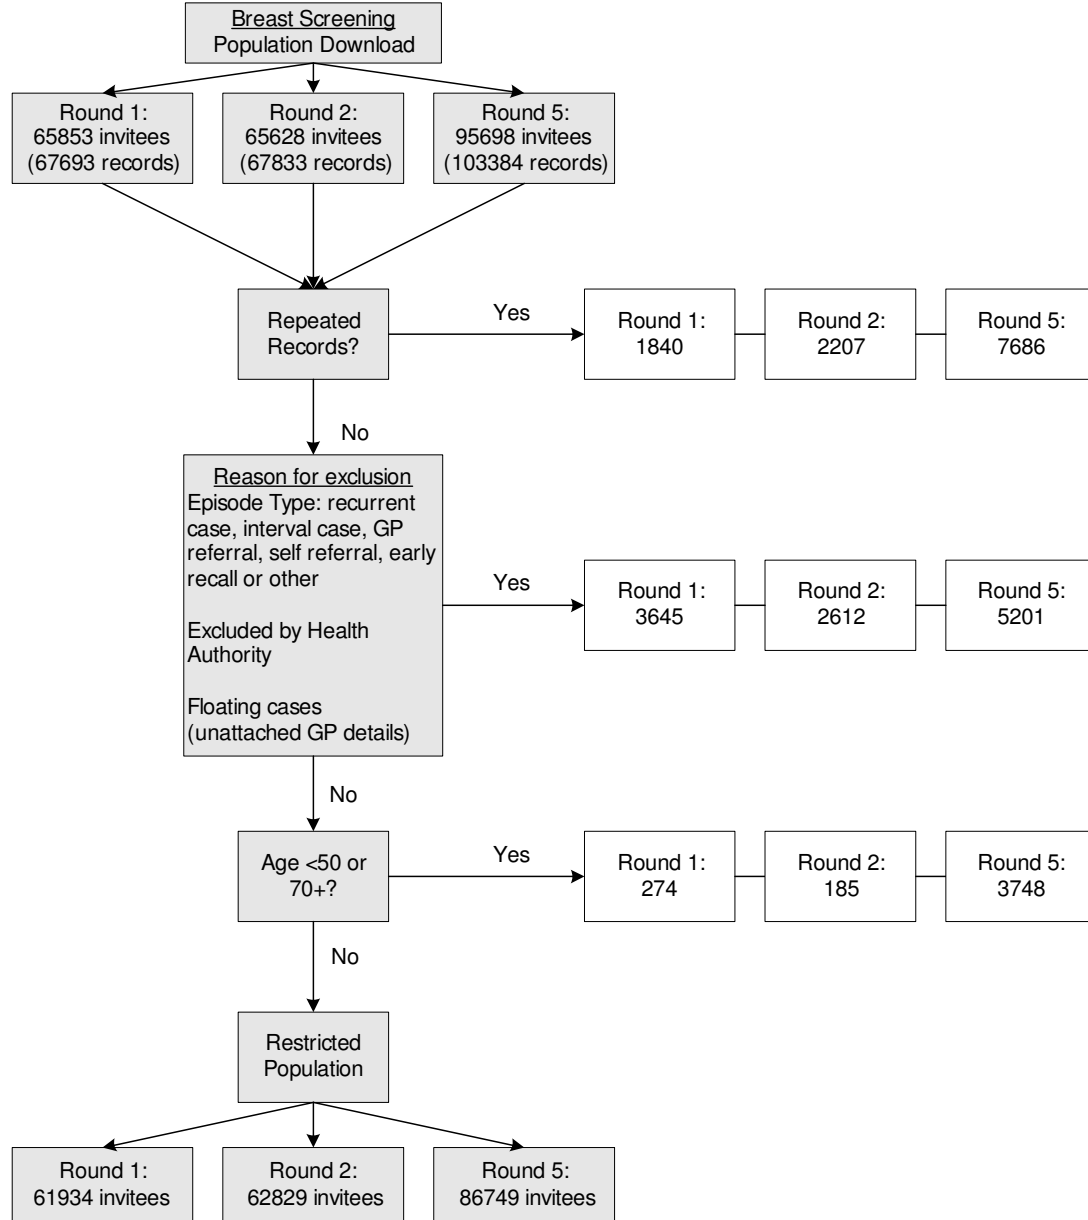 Breast Screening
Population Download
Round 1:
65853 invitees
(67693 records)
Round 2:
65628 invitees
(67833 records)
Round 5:
95698 invitees
(103384 records)
Repeated
Records?
Yes
Round 1:
1840
Round 2:
2207
Round 5:
7686
No
Reason for exclusion
Episode Type: recurrent
case, interval case, GP
referral, self referral, early
recall or other
Excluded by Health
Authority
Floating cases
(unattached GP details)
Yes
Round 1:
3645
Round 2:
2612
Round 5:
5201
No
Age <50 or
70+?
Yes
Round 1:
274
Round 2:
185
Round 5:
3748
No
Restricted
Population
Round 1:
61934 invitees
Round 2:
62829 invitees
Round 5:
86749 invitees